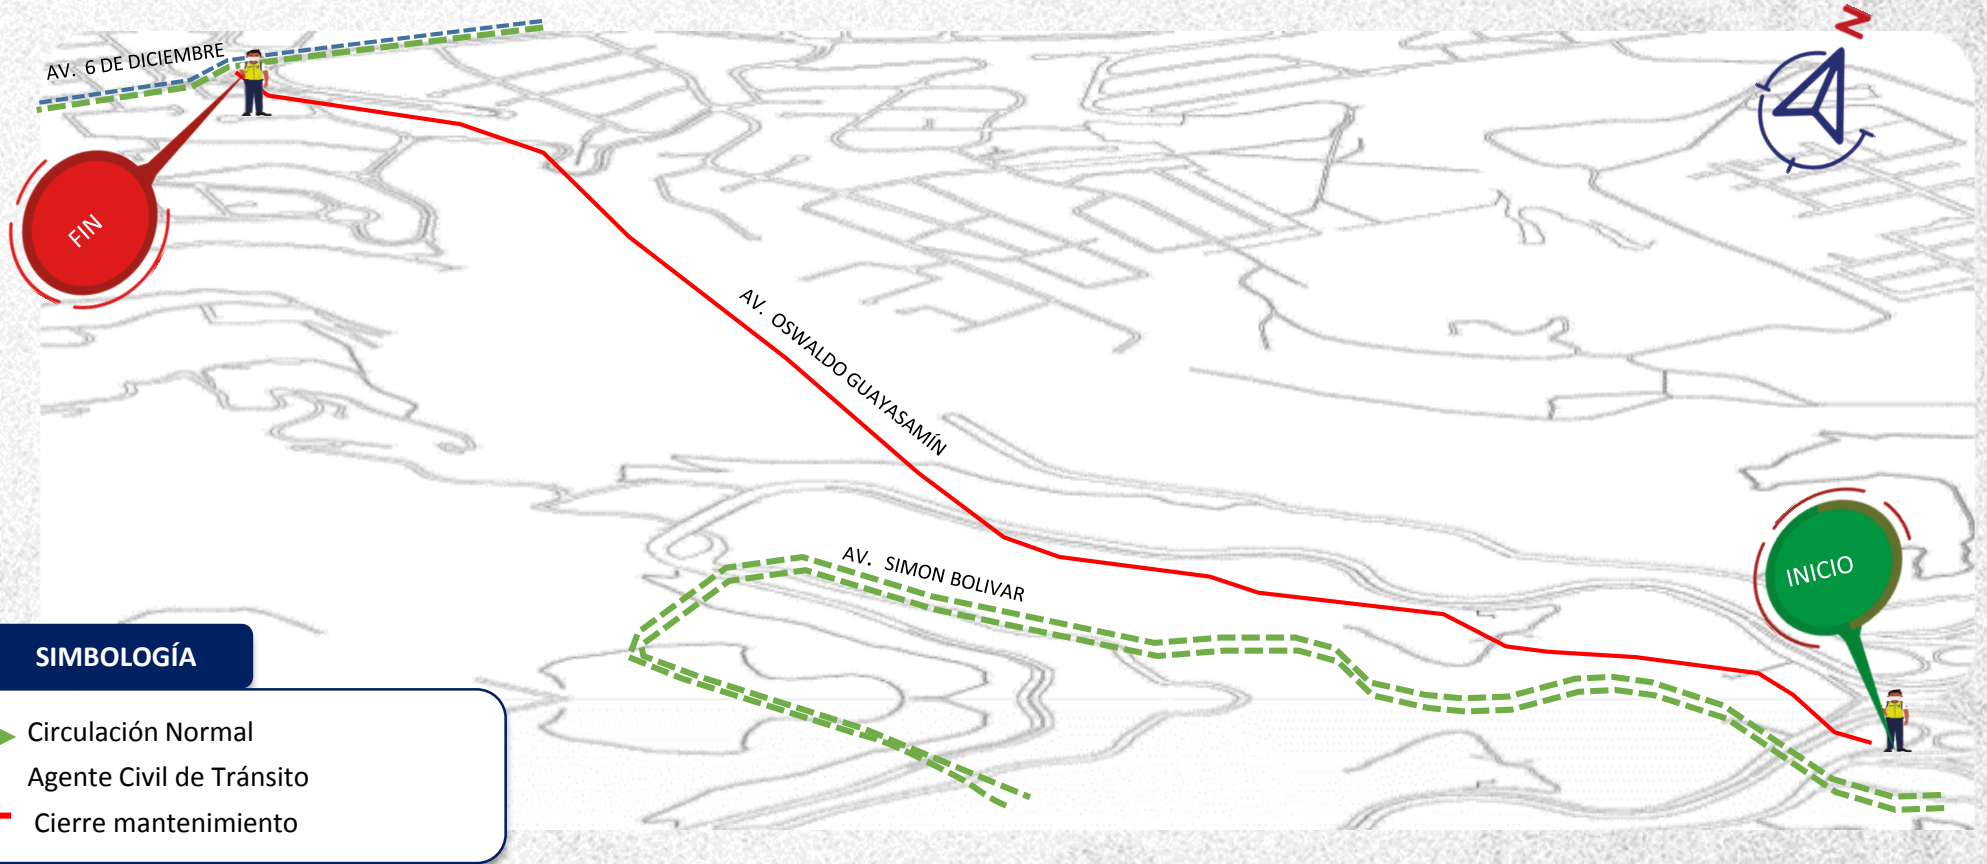 N
AV. 6 DE DICIEMBRE
FIN
AV. OSWALDO GUAYASAMÍN
AV. SIMON BOLIVAR
INICIO
SIMBOLOGÍA
Circulación Normal
Agente Civil de Tránsito
Cierre mantenimiento